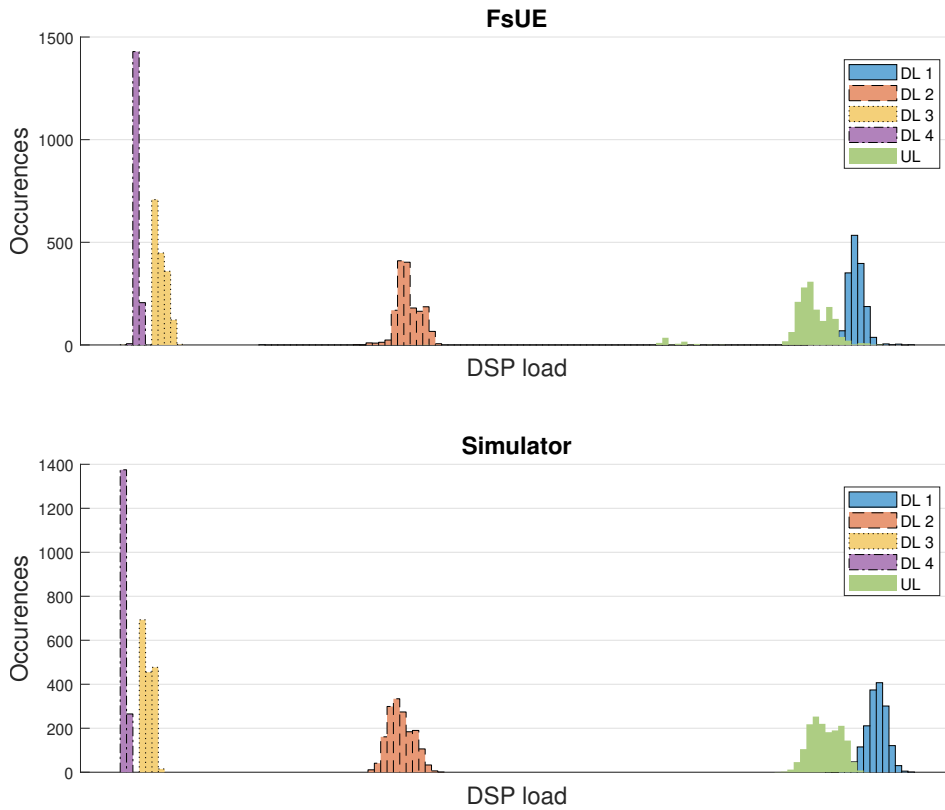 FsUE
1500
1000
500
0
Occurences
DSP load
DL 1
DL 2
DL 3
DL 4
UL
Simulator
1400
1200
1000
800
600
400
200
0
Occurences
DSP load
DL 1
DL 2
DL 3
DL 4
UL